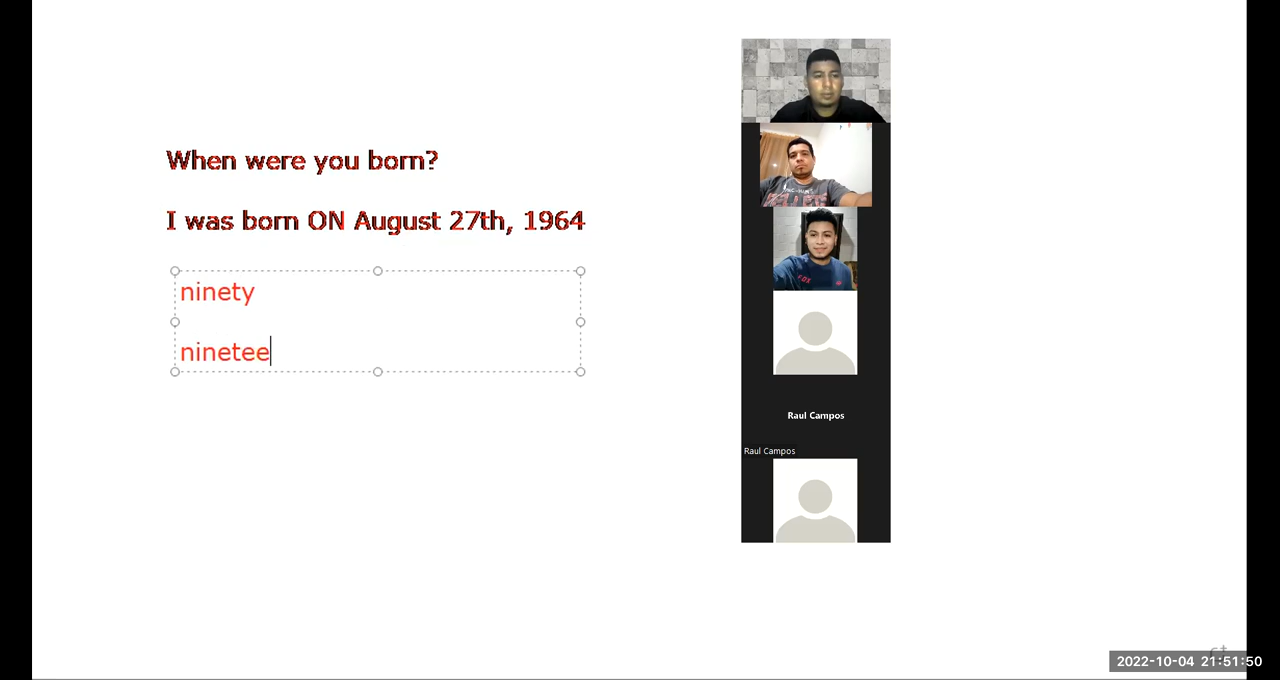 When were you born?
I was born ON August 27th, 1964
ninety
ninetee
Raul Campos
Raul Campos
2022-10-04 21:51:50